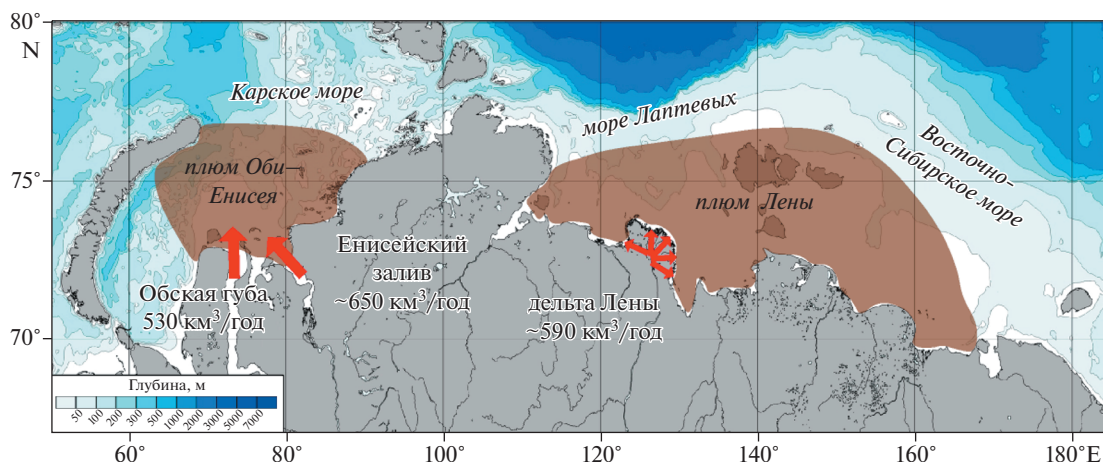 80°
N
75°
70°
Карское море
море Лаптевых
Восточно-
Сибирское море
плюм Оби–
Енисея
плюм Лены
Енисейский
залив
~650 км³/год
Обская губа
530 км³/год
дельта Лены
~590 км³/год
Глубина, м
50 100 200 300 500 1000 2000 3000 5000 7000
60° 80° 100° 120° 140° 160° 180°E